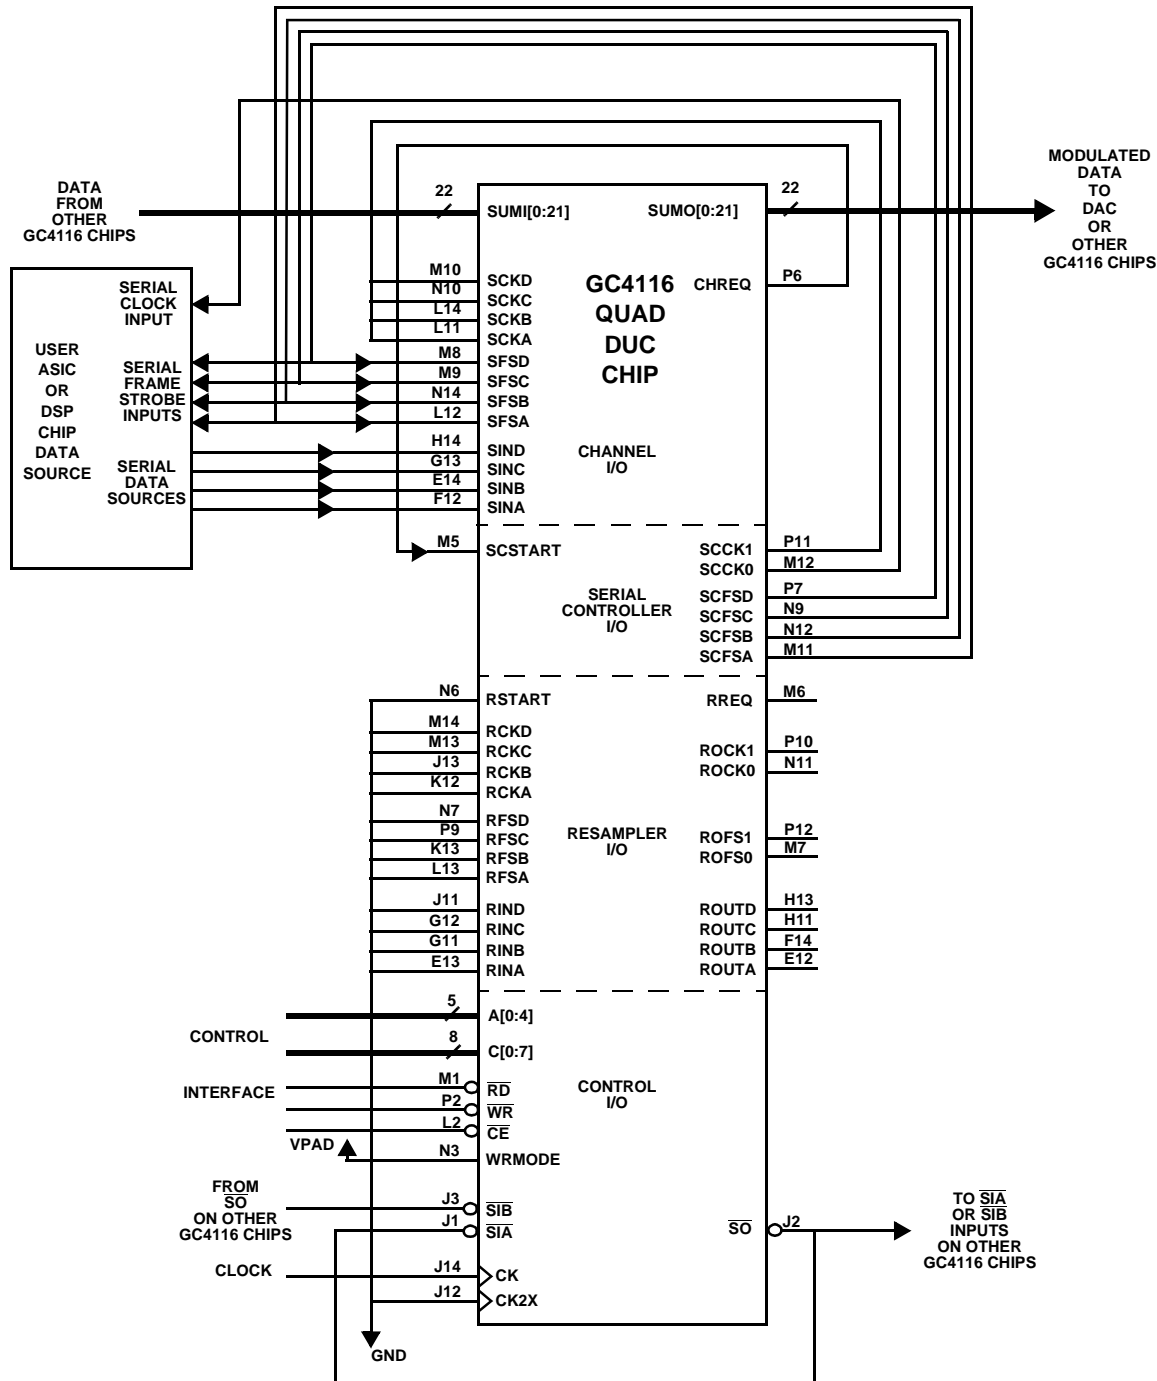 DATA
FROM
OTHER
GC4116 CHIPS
22
SUMI[0:21]
SUMO[0:21]
22
MODULATED
DATA
TO
DAC
OR
OTHER
GC4116 CHIPS
GC4116
QUAD
DUC
CHIP
CHREQ
P6
SERIAL
CLOCK
INPUT
USER
ASIC
OR
DSP
CHIP
DATA
SOURCE
SERIAL
FRAME
STROBE
INPUTS
SERIAL
DATA
SOURCES
M10 SCKD
N10 SCKC
L14 SCKB
L11 SCKA
M8 SFSD
M9 SFSC
N14 SFSB
L12 SFSA
H14 SIND
G13 SINC
E14 SINB
F12 SINA
CHANNEL
I/O
M5 SCSTART
SERIAL
CONTROLLER
I/O
SCCK1 P11
SCCK0 M12
SCFSD P7
SCFSC N9
SCFSB N12
SCFSA M11
N6 RSTART
M14 RCKD
M13 RCKC
J13 RCKB
K12 RCKA
N7 RFSD
P9 RFSC
K13 RFSB
L13 RFSA
J11 RIND
G12 RINC
G11 RINB
E13 RINA
RESAMPLER
I/O
RREQ M6
ROCK1 P10
ROCK0 N11
ROFS1 P12
ROFS0 M7
ROUTD H13
ROUTC H11
ROUTB F14
ROUTA E12
CONTROL
INTERFACE
5 A[0:4]
8 C[0:7]
M1 RD
P2 WR
L2 CE
VPAD
N3 WRMODE
CONTROL
I/O
FROM
SO
ON OTHER
GC4116 CHIPS
J3 SIB
J1 SIA
SO J2
TO SIA
OR SIB
INPUTS
ON OTHER
GC4116 CHIPS
CLOCK
J14 CK
J12 CK2X
GND